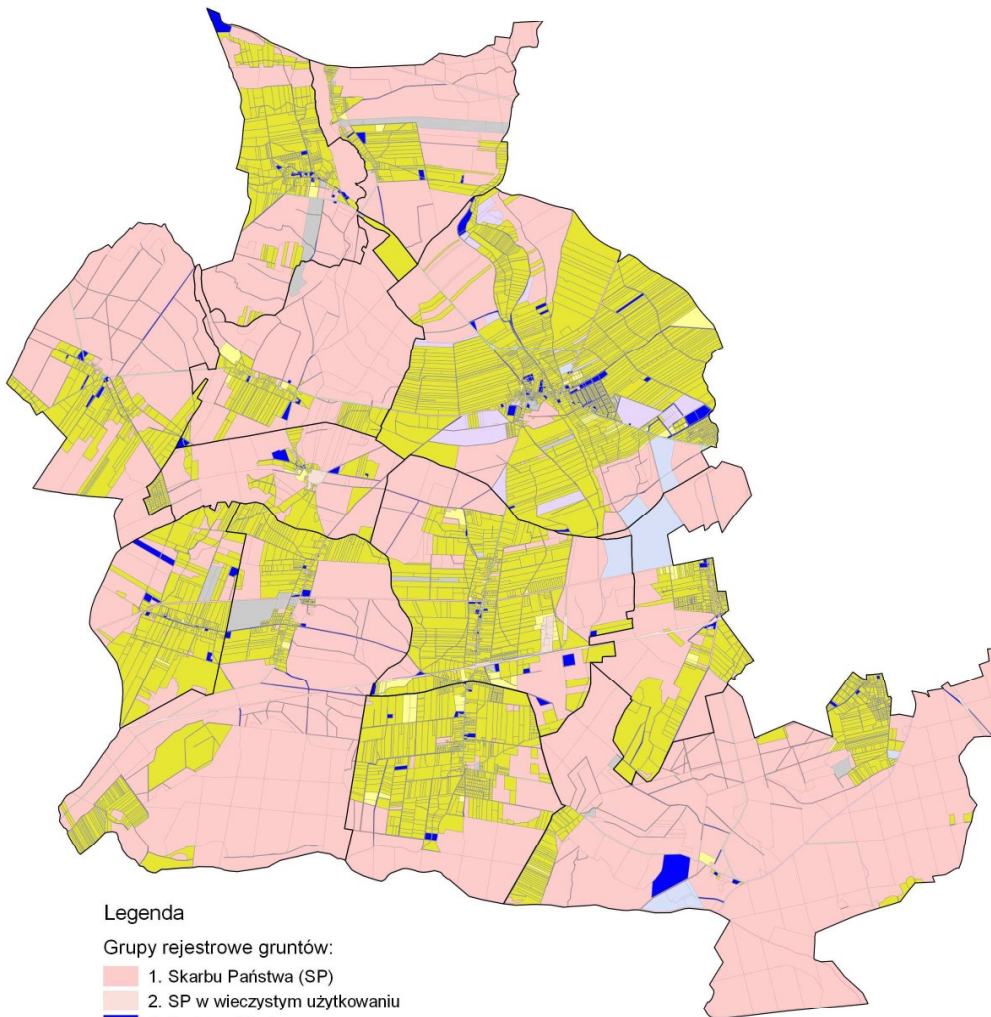 Legenda
Grupy rejestrowe gruntów:
1. Skarbu Państwa (SP)
2. SP w wieczystym użytkowaniu